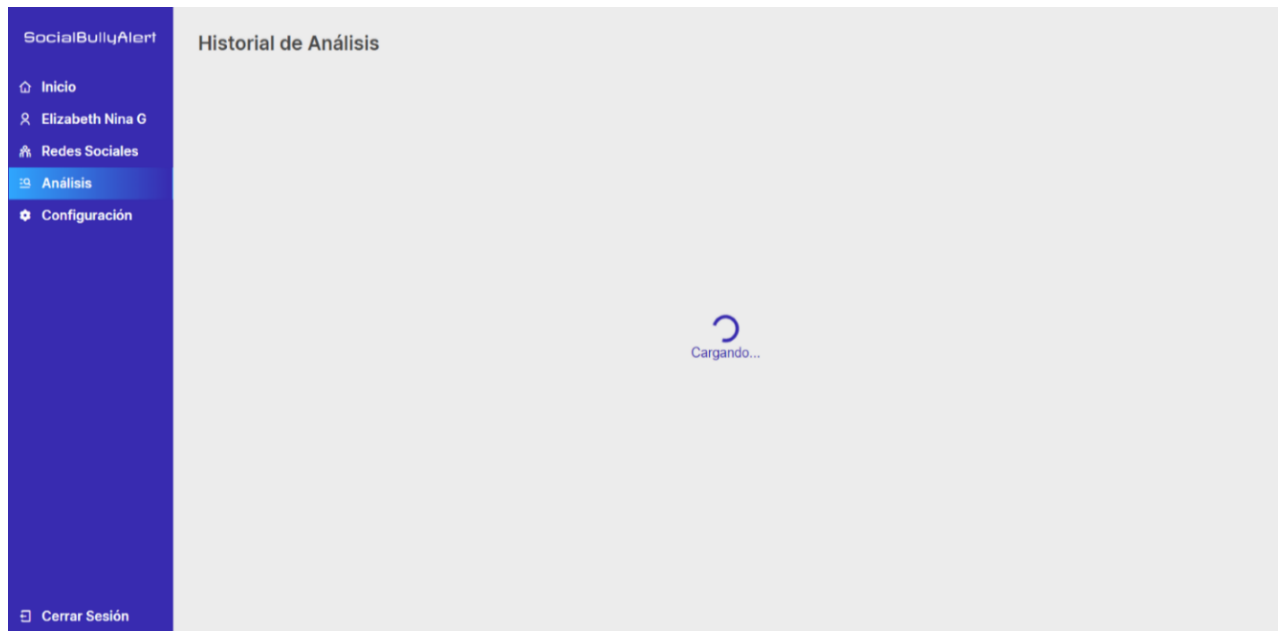 SocialBullyAlert
Inicio
Elizabeth Nina G
Redes Sociales
Análisis
Configuración
Cerrar Sesión
Historial de Análisis
Cargando...